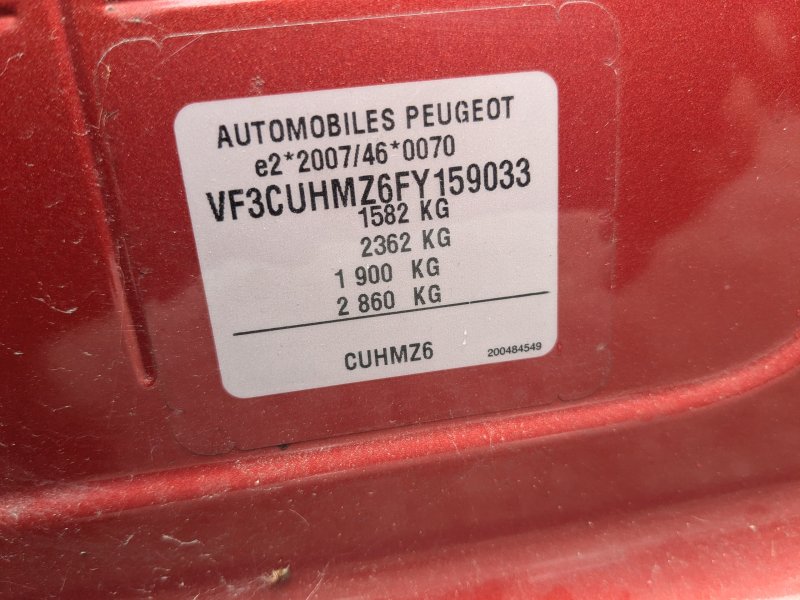 AUTOMOBILES PEUGEOT
e2*2007/46*0070
VF3CUHMZ6FY159033
1582 KG
2362 KG
1 900 KG
2 860 KG
CUHMZ6
200484549